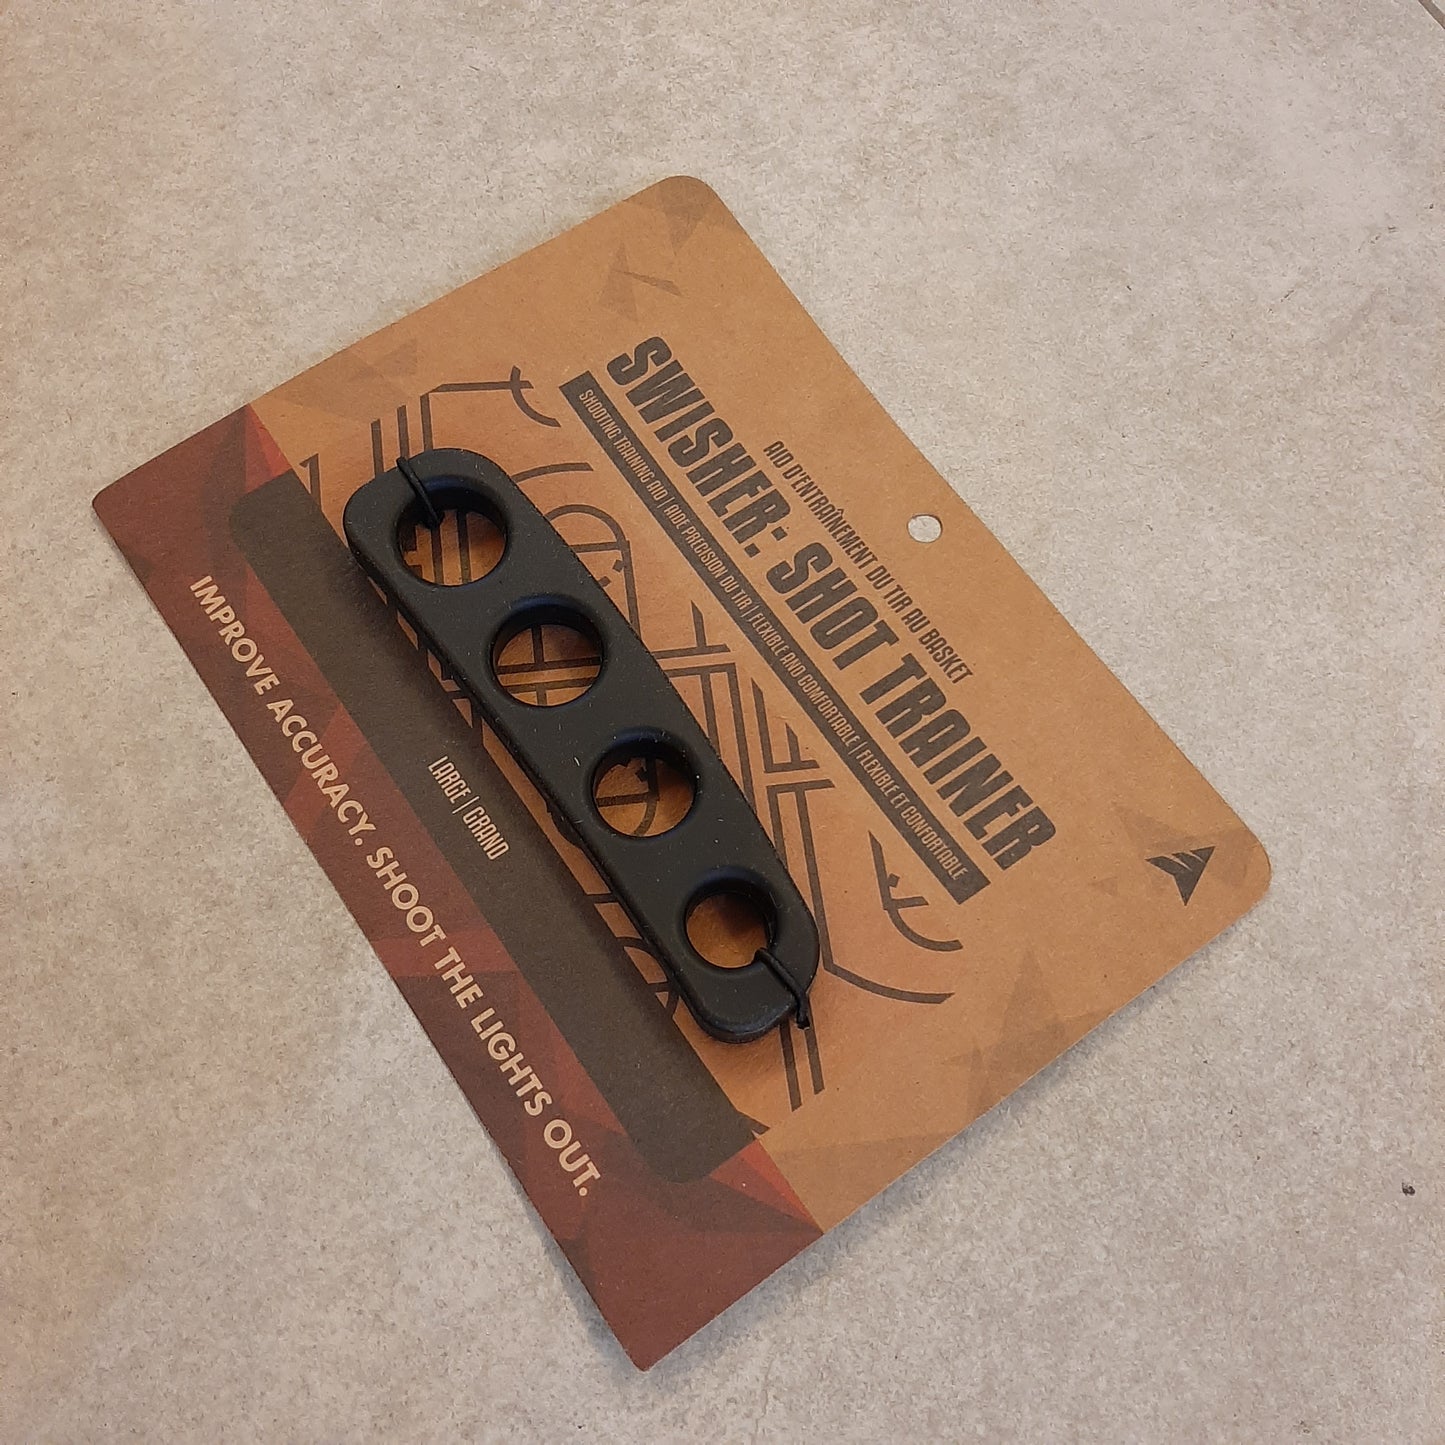 AID D'ENTRAÎNEMENT DU TIR AU BASKET
SWISHER: SHOT TRAINER
SHOOTING TRAINING AID | AIDE PRECISION DU TIR | FLEXIBLE AND COMFORTABLE | FLEXIBLE ET CONFORTABLE
LARGE | GRAND
IMPROVE ACCURACY. SHOOT THE LIGHTS OUT.